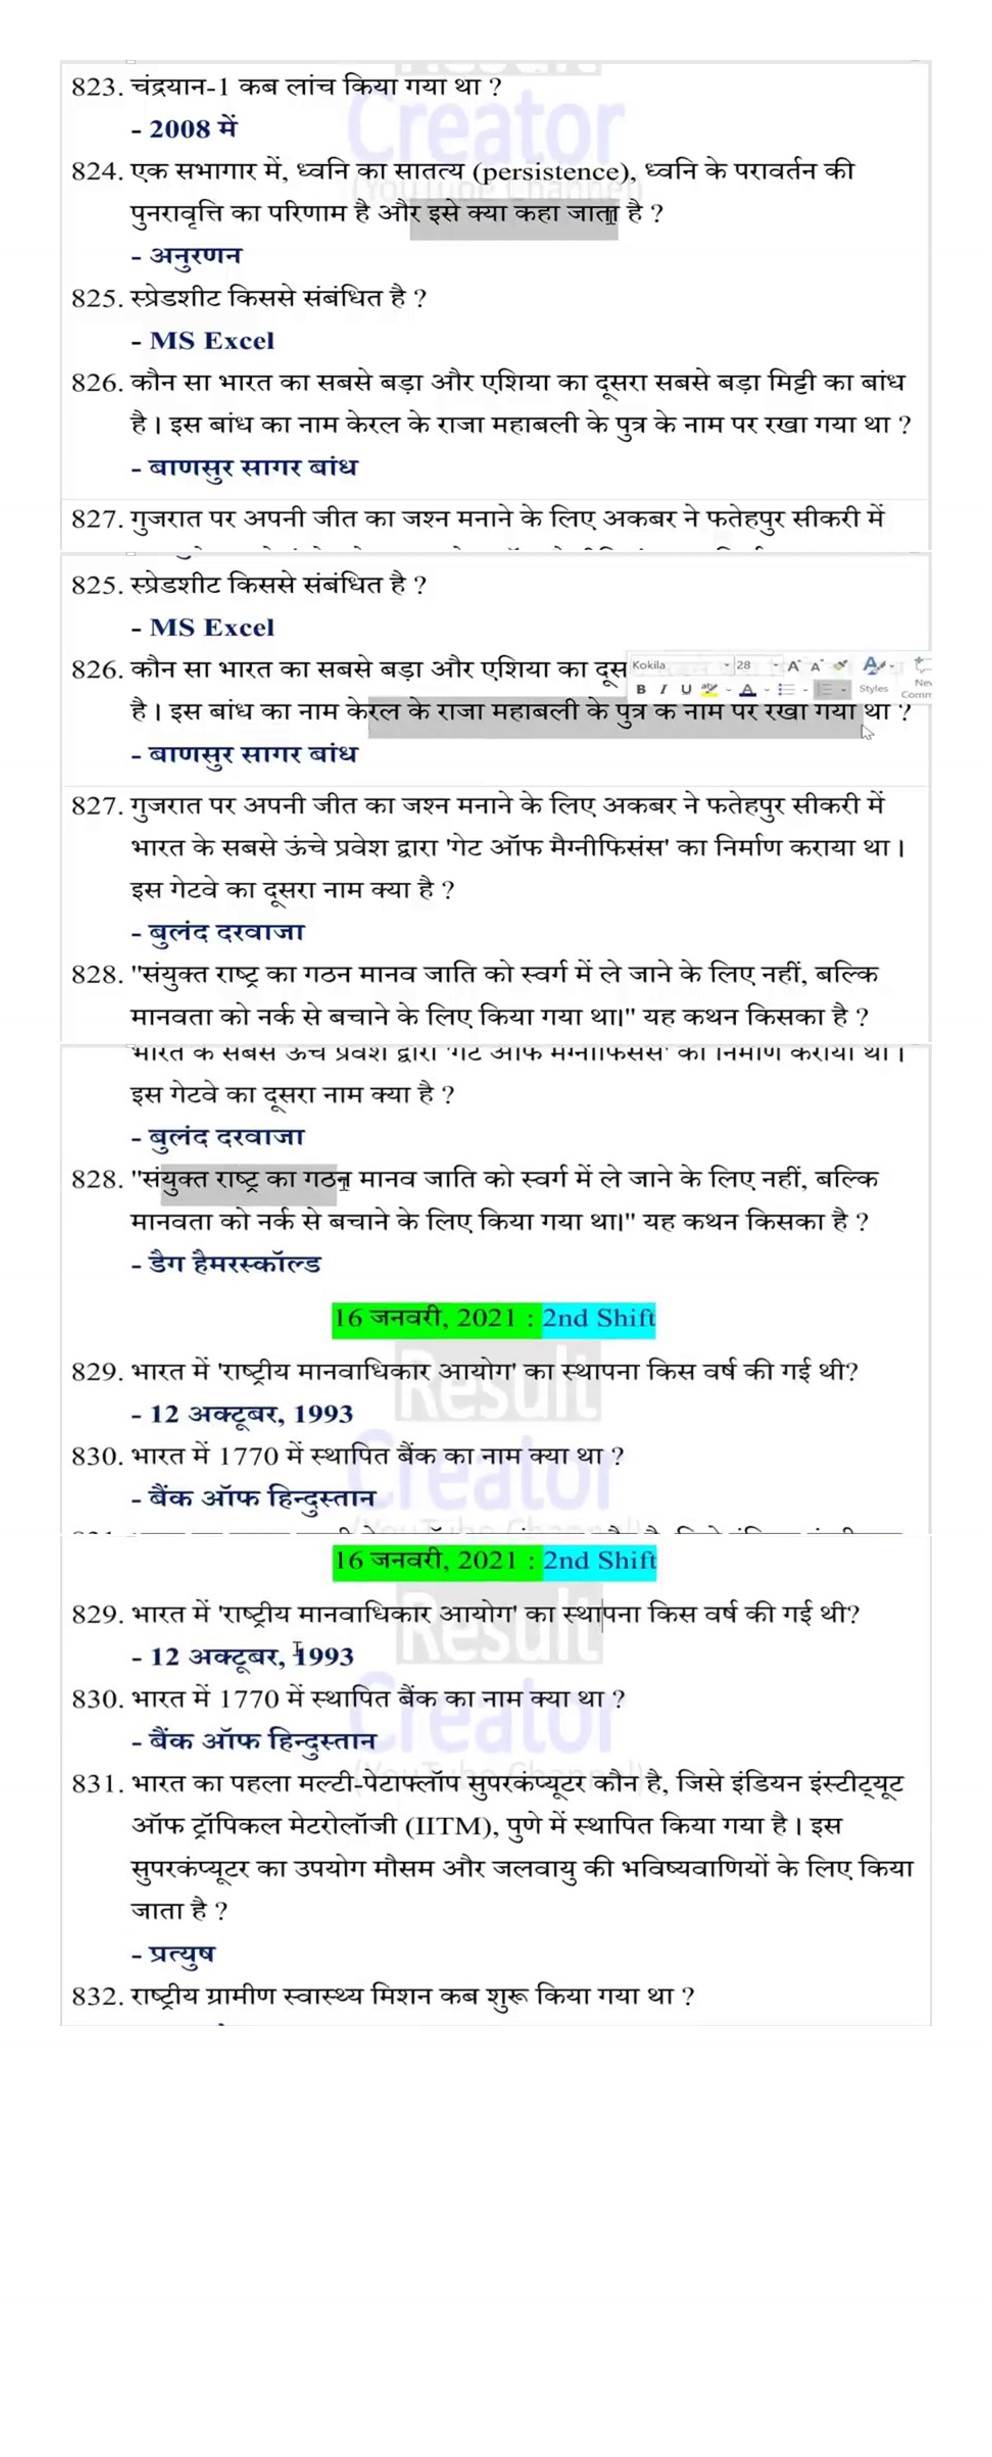 Result
Creator
(YouTube Channel)
823. चंद्रयान-1 कब लांच किया गया था ?
- 2008 में
824. एक सभागार में, ध्वनि का सातत्य (persistence), ध्वनि के परावर्तन की
पुनरावृत्ति का परिणाम है और इसे क्या कहा जाता है ?
- अनुरणन
825. स्प्रेडशीट किससे संबंधित है ?
- MS Excel
826. कौन सा भारत का सबसे बड़ा और एशिया का दूसरा सबसे बड़ा मिट्टी का बांध
है। इस बांध का नाम केरल के राजा महाबली के पुत्र के नाम पर रखा गया था ?
- बाणसुर सागर बांध
827. गुजरात पर अपनी जीत का जश्न मनाने के लिए अकबर ने फतेहपुर सीकरी में
825. स्प्रेडशीट किससे संबंधित है ?
- MS Excel
826. कौन सा भारत का सबसे बड़ा और एशिया का दूस
Kokila 28 A A A
B I U aby A Styles New
Comm
है। इस बांध का नाम केरल के राजा महाबली के पुत्र के नाम पर रखा गया था ?
- बाणसुर सागर बांध
827. गुजरात पर अपनी जीत का जश्न मनाने के लिए अकबर ने फतेहपुर सीकरी में
भारत के सबसे ऊंचे प्रवेश द्वारा 'गेट ऑफ मैग्नीफिसंस' का निर्माण कराया था।
इस गेटवे का दूसरा नाम क्या है ?
- बुलंद दरवाजा
828. "संयुक्त राष्ट्र का गठन मानव जाति को स्वर्ग में ले जाने के लिए नहीं, बल्कि
मानवता को नर्क से बचाने के लिए किया गया था।" यह कथन किसका है ?
भारत के सबसे ऊंचे प्रवेश द्वारा 'गेट ऑफ मैग्नीफिसंस' का निर्माण कराया था।
इस गेटवे का दूसरा नाम क्या है ?
- बुलंद दरवाजा
828. "संयुक्त राष्ट्र का गठन मानव जाति को स्वर्ग में ले जाने के लिए नहीं, बल्कि
मानवता को नर्क से बचाने के लिए किया गया था।" यह कथन किसका है ?
- डैग हैमरस्कॉल्ड
16 जनवरी, 2021 : 2nd Shift
829. भारत में 'राष्ट्रीय मानवाधिकार आयोग' का स्थापना किस वर्ष की गई थी?
Result
- 12 अक्टूबर, 1993
830. भारत में 1770 में स्थापित बैंक का नाम क्या था ?
Creator
- बैंक ऑफ हिन्दुस्तान
16 जनवरी, 2021 : 2nd Shift
829. भारत में 'राष्ट्रीय मानवाधिकार आयोग' का स्थापना किस वर्ष की गई थी?
Result
- 12 अक्टूबर, 1993
830. भारत में 1770 में स्थापित बैंक का नाम क्या था ?
Creator
- बैंक ऑफ हिन्दुस्तान
831. भारत का पहला मल्टी-पेटाफ्लॉप सुपरकंप्यूटर कौन है, जिसे इंडियन इंस्टीट्यूट
ऑफ ट्रॉपिकल मेटरोलॉजी (IITM), पुणे में स्थापित किया गया है। इस
सुपरकंप्यूटर का उपयोग मौसम और जलवायु की भविष्यवाणियों के लिए किया
जाता है ?
- प्रत्युष
832. राष्ट्रीय ग्रामीण स्वास्थ्य मिशन कब शुरू किया गया था ?